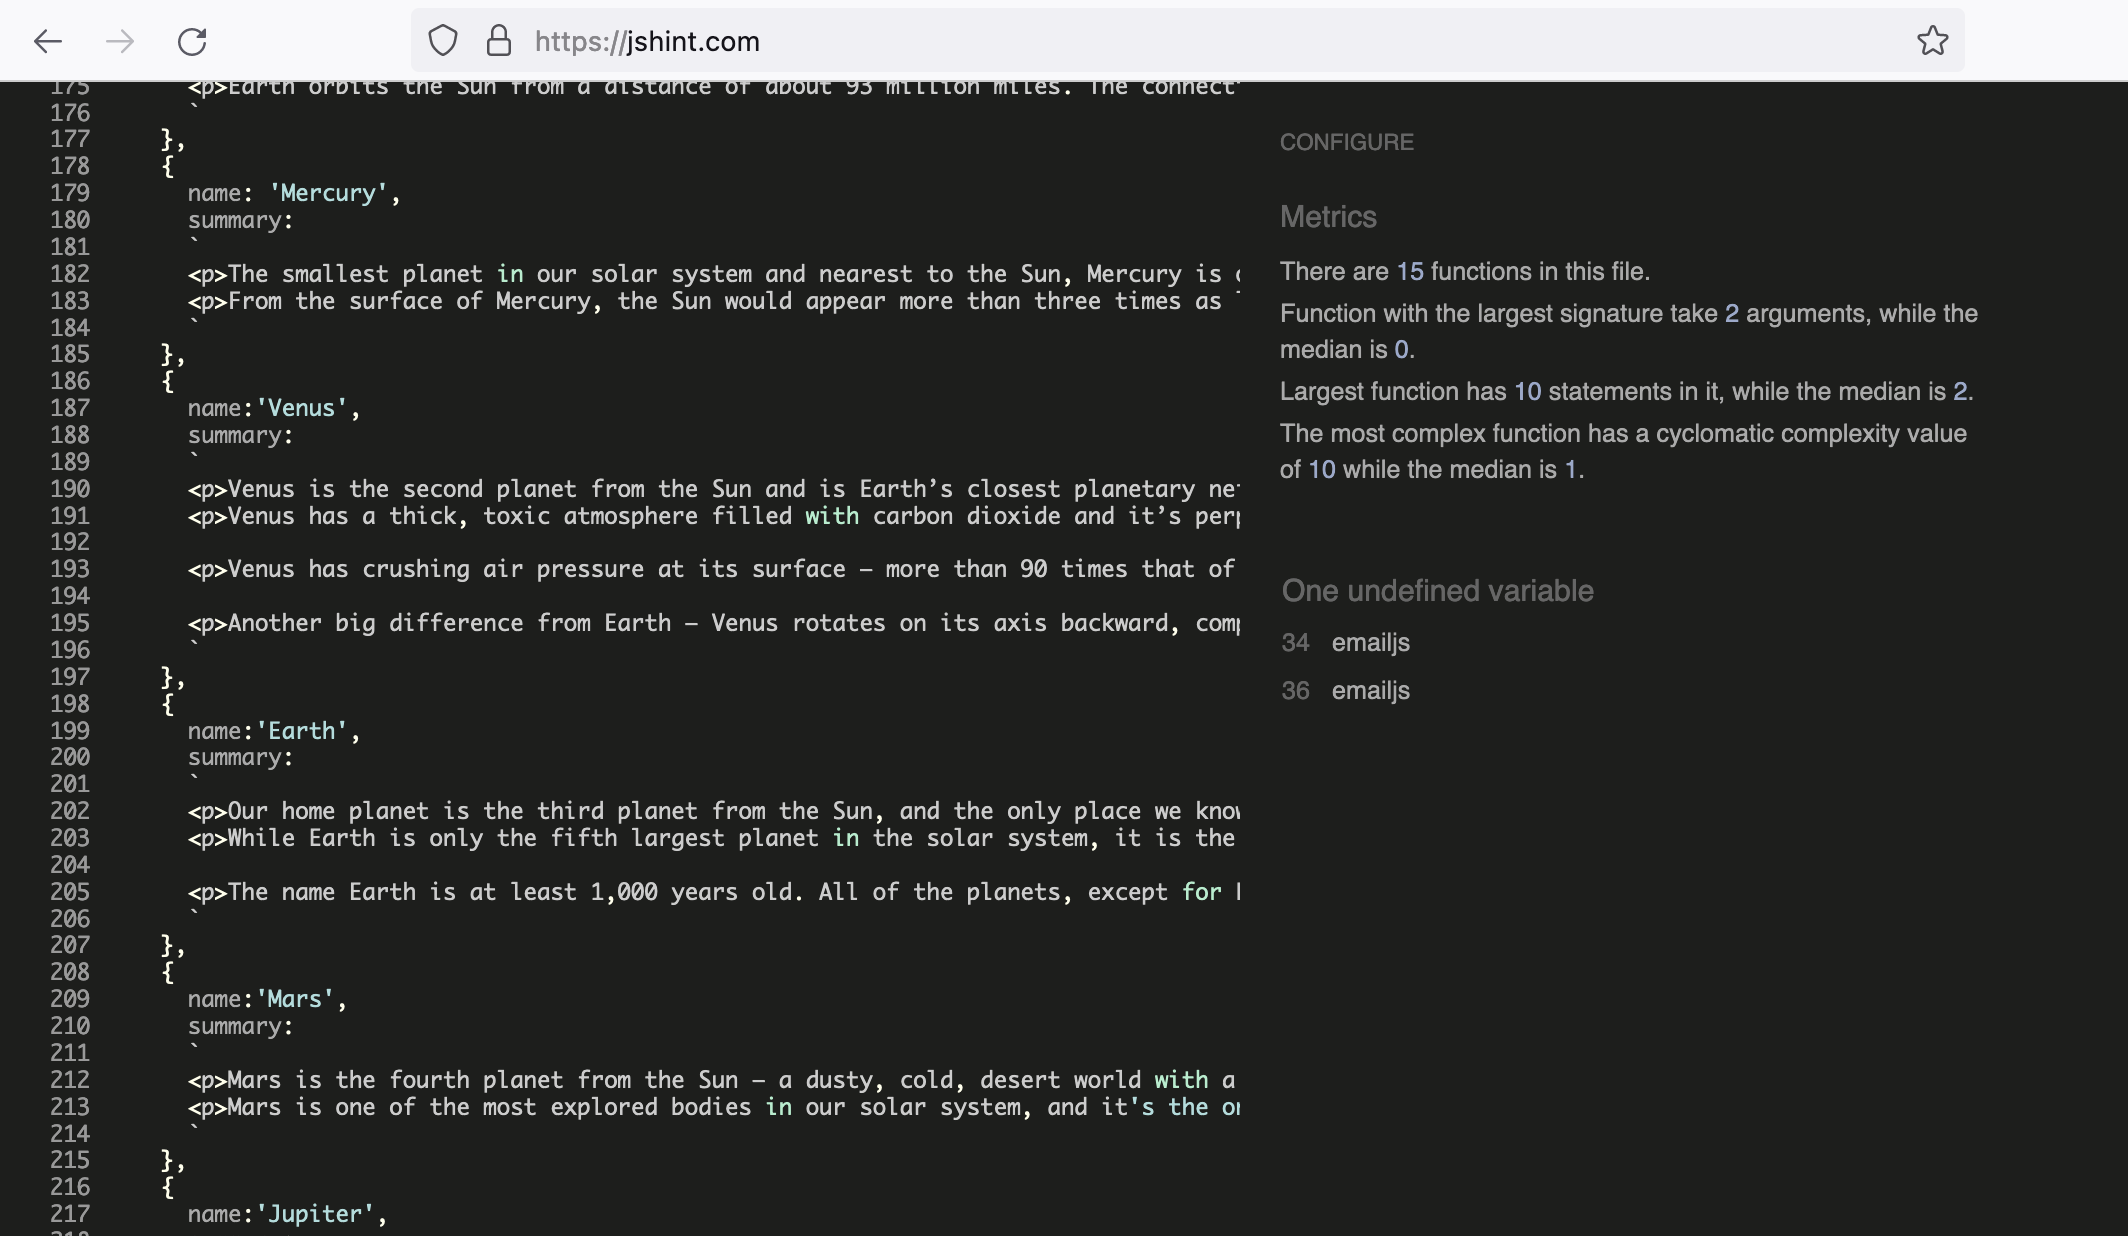 https://jshint.com
175 <p>Earth orbits the Sun from a distance of about 93 million miles. The connect
176 `
177 },
178 {
179 name: 'Mercury',
180 summary:
181 `
182 <p>The smallest planet in our solar system and nearest to the Sun, Mercury is
183 <p>From the surface of Mercury, the Sun would appear more than three times as
184 `
185 },
186 {
187 name:'Venus',
188 summary:
189 `
190 <p>Venus is the second planet from the Sun and is Earth’s closest planetary nei
191 <p>Venus has a thick, toxic atmosphere filled with carbon dioxide and it’s perp
192
193 <p>Venus has crushing air pressure at its surface – more than 90 times that of
194
195 <p>Another big difference from Earth – Venus rotates on its axis backward, comp
196 `
197 },
198 {
199 name:'Earth',
200 summary:
201 `
202 <p>Our home planet is the third planet from the Sun, and the only place we know
203 <p>While Earth is only the fifth largest planet in the solar system, it is the
204
205 <p>The name Earth is at least 1,000 years old. All of the planets, except for
206 `
207 },
208 {
209 name:'Mars',
210 summary:
211 `
212 <p>Mars is the fourth planet from the Sun – a dusty, cold, desert world with a
213 <p>Mars is one of the most explored bodies in our solar system, and it's the on
214 `
215 },
216 {
217 name:'Jupiter',
218
CONFIGURE
Metrics
There are 15 functions in this file.
Function with the largest signature take 2 arguments, while the
median is 0.
Largest function has 10 statements in it, while the median is 2.
The most complex function has a cyclomatic complexity value
of 10 while the median is 1.
One undefined variable
34 emailjs
36 emailjs